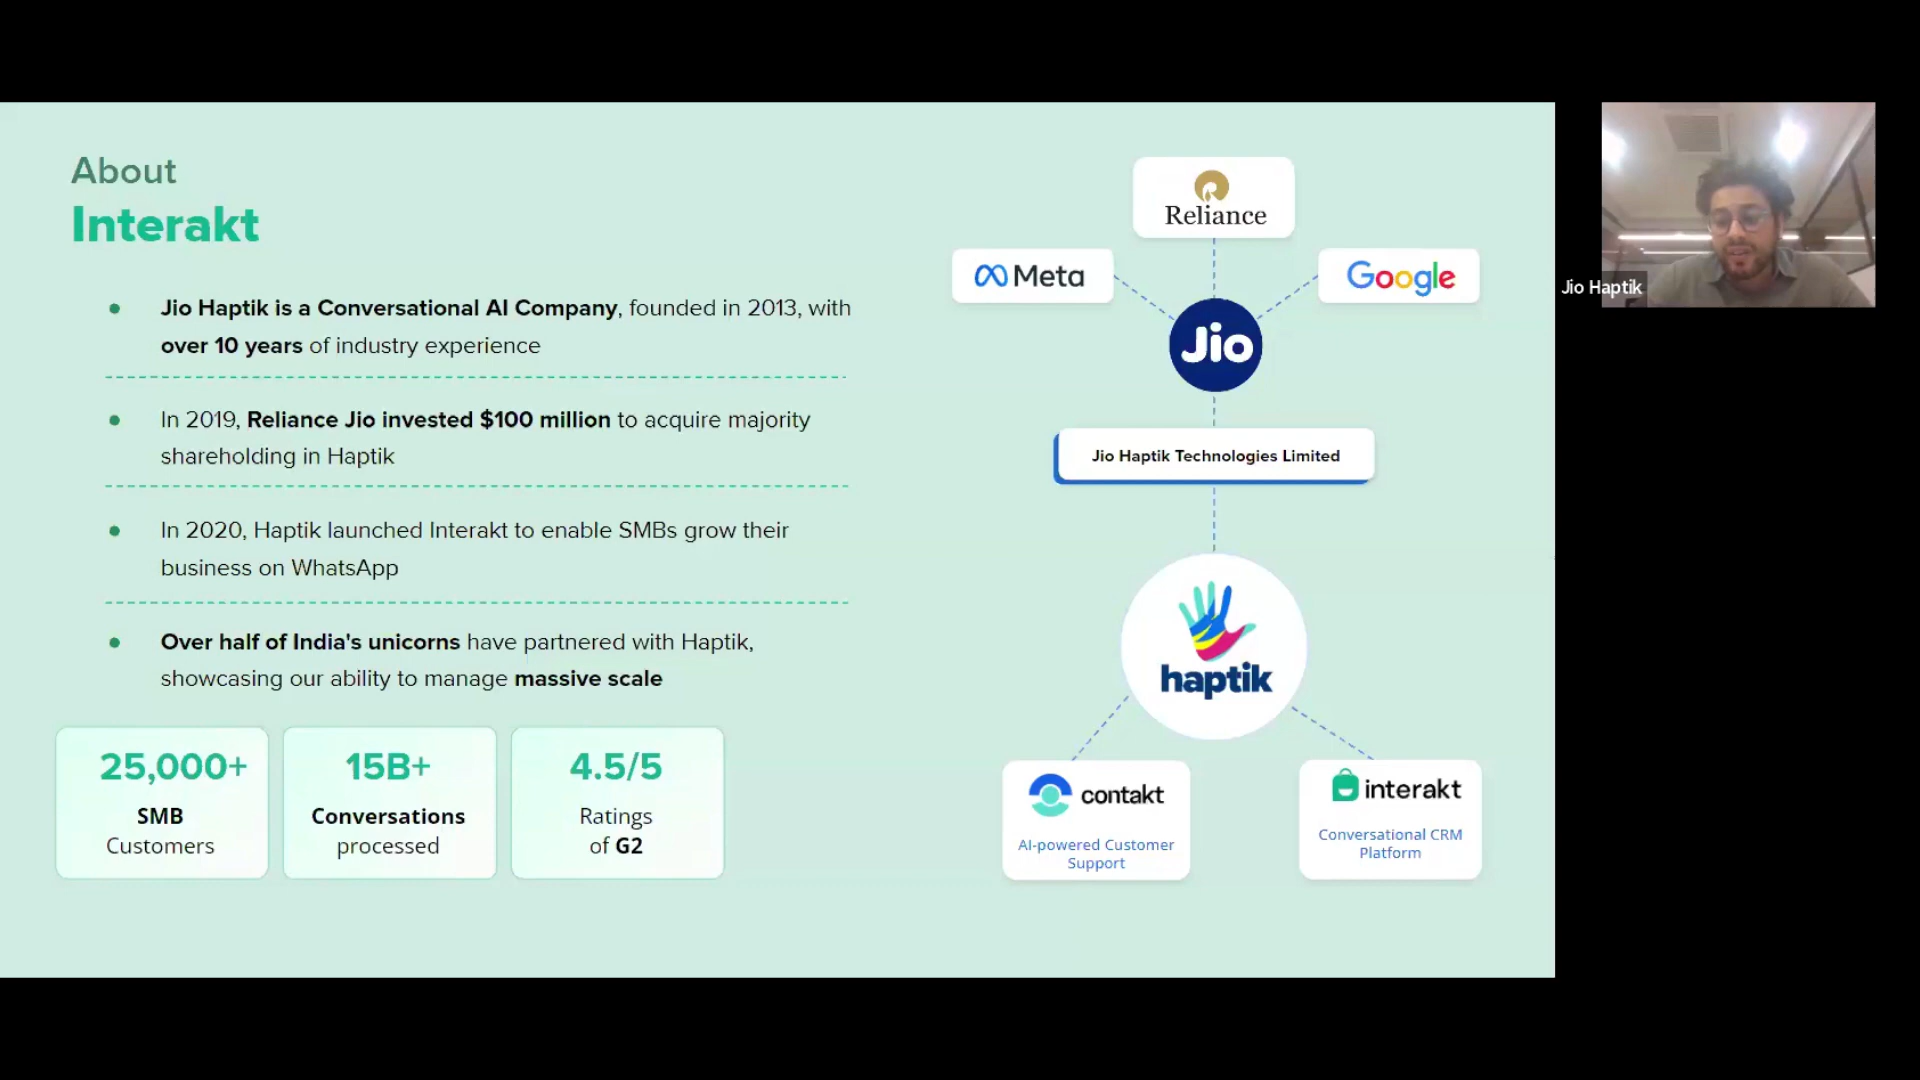 About
Interakt
Jio Haptik is a Conversational AI Company, founded in 2013, with
over 10 years of industry experience
In 2019, Reliance Jio invested $100 million to acquire majority
shareholding in Haptik
In 2020, Haptik launched Interakt to enable SMBs grow their
business on WhatsApp
Over half of India's unicorns have partnered with Haptik,
showcasing our ability to manage massive scale
25,000+
SMB
Customers
15B+
Conversations
processed
4.5/5
Ratings
of G2
Reliance
Meta
Google
Jio
Jio Haptik Technologies Limited
haptik
contakt
AI-powered Customer
Support
interakt
Conversational CRM
Platform
Jio Haptik